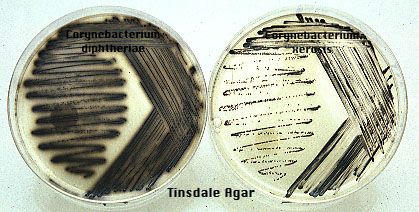 Corynebacterium
diphtheriae
Corynebacterium
xerosis
Tinsdale Agar